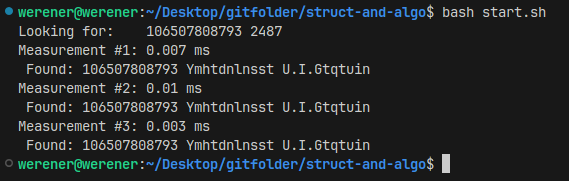 werener@werener:~/Desktop/gitfolder/struct-and-algo$ bash start.sh
Looking for:    106507808793 2487
Measurement #1: 0.007 ms
 Found: 106507808793 Ymhtdnlnsst U.I.Gtqtuin
Measurement #2: 0.01 ms
 Found: 106507808793 Ymhtdnlnsst U.I.Gtqtuin
Measurement #3: 0.003 ms
 Found: 106507808793 Ymhtdnlnsst U.I.Gtqtuin
werener@werener:~/Desktop/gitfolder/struct-and-algo$